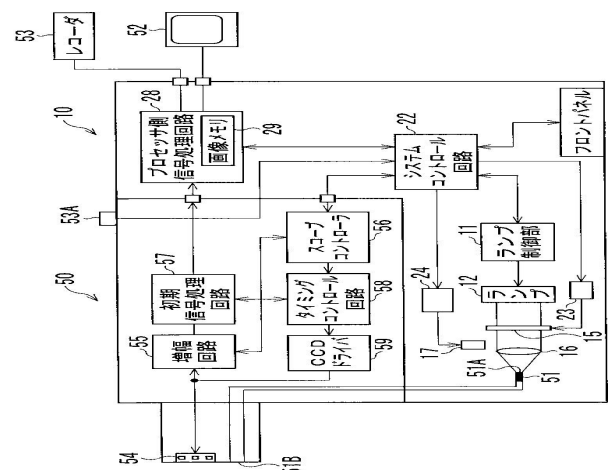 53
レコーダ
52
10
28
プロセッサ側
信号処理回路
画像メモリ
29
22
システム
コントロール
回路
フロントパネル
53A
50
57
初期
信号処理
回路
スコープ
コントローラ
56
11
ランプ
制御部
55
増幅
回路
タイミング
コントロール
回路
58
24
12
ランプ
23
CCD
ドライバ
59
17
15
16
51A
51
54
51B